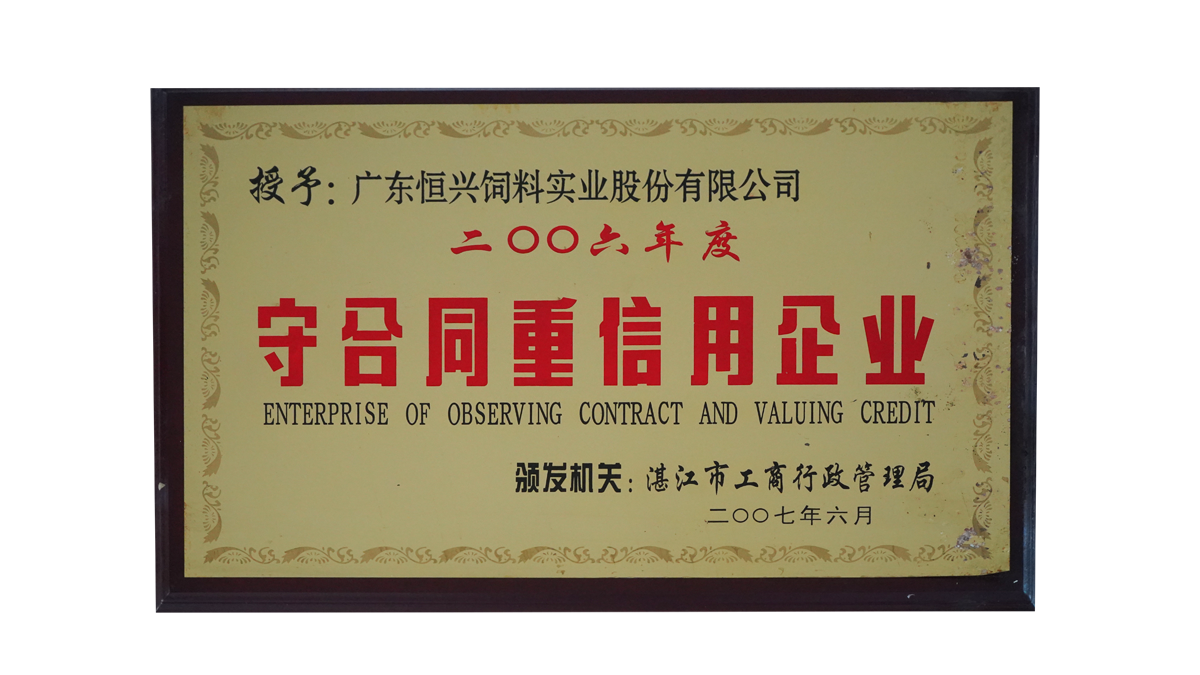 授予：广东恒兴饲料实业股份有限公司
二〇〇六年度
守合同重信用企业
ENTERPRISE OF OBSERVING CONTRACT AND VALUING CREDIT
颁发机关：湛江市工商行政管理局
二〇〇七年六月